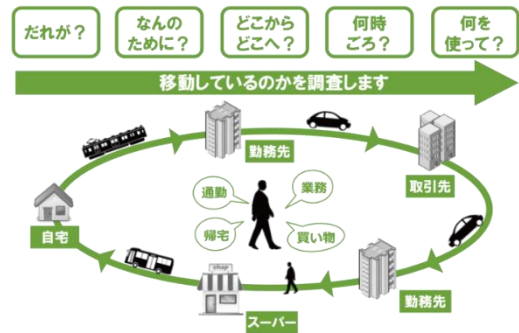 だれが？
なんの
ために？
どこから
どこへ？
何時
ごろ？
何を
使って？
移動しているのかを調査します
勤務先
取引先
通勤
業務
自宅
帰宅
買い物
shop
勤務先
スーパー